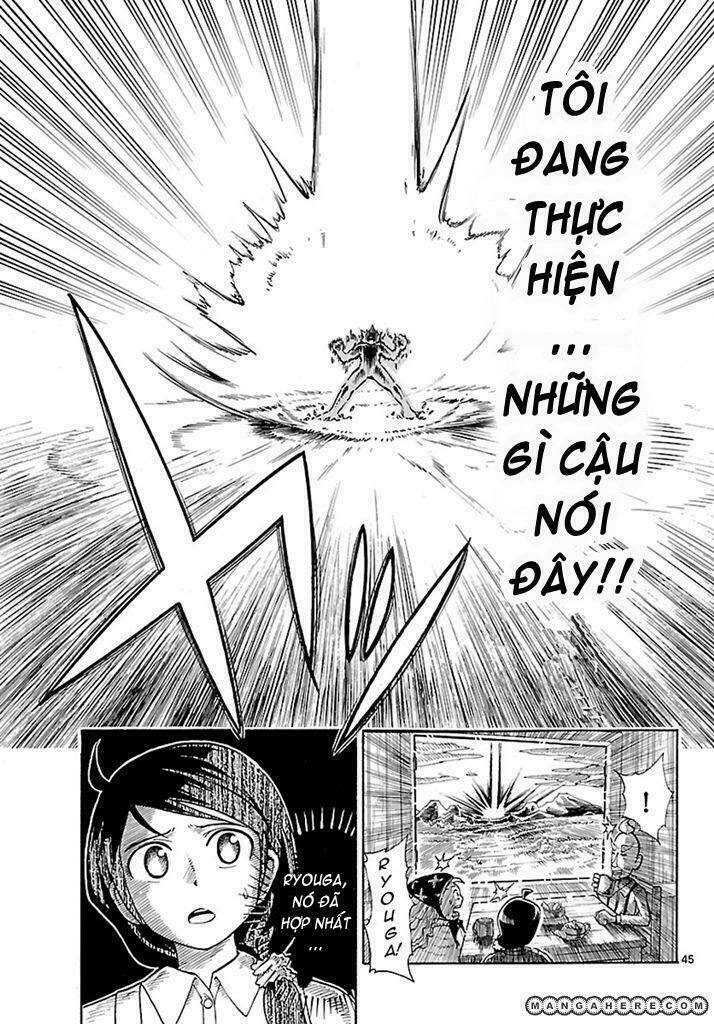 TÔI
ĐANG
THỰC
HIỆN
...
NHỮNG
GÌ CẬU
NÓI
ĐÂY!!
!
RYOUGA!
RYOUGA,
NÓ ĐÃ
HỢP NHẤT
...
45
MANGAHERE.COM